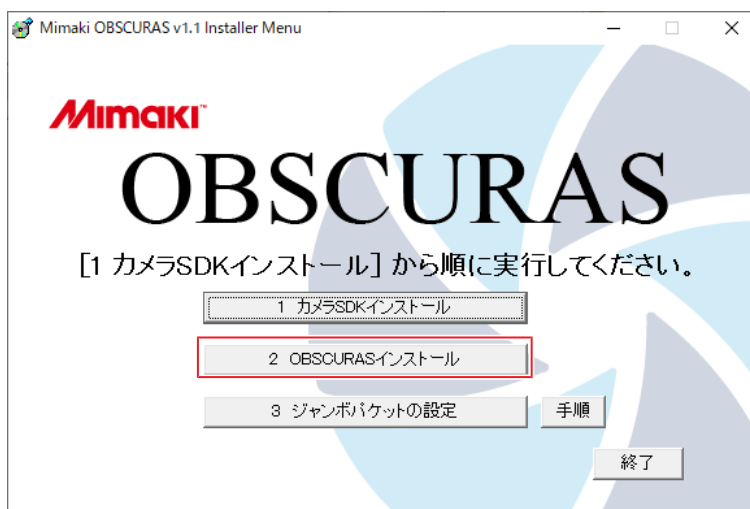 Mimaki OBSCURAS v1.1 Installer Menu
Mimaki™
OBSCURAS
[1 カメラSDKインストール] から順に実行してください。
1 カメラSDKインストール
2 OBSCURASインストール
3 ジャンボパケットの設定 手順
終了